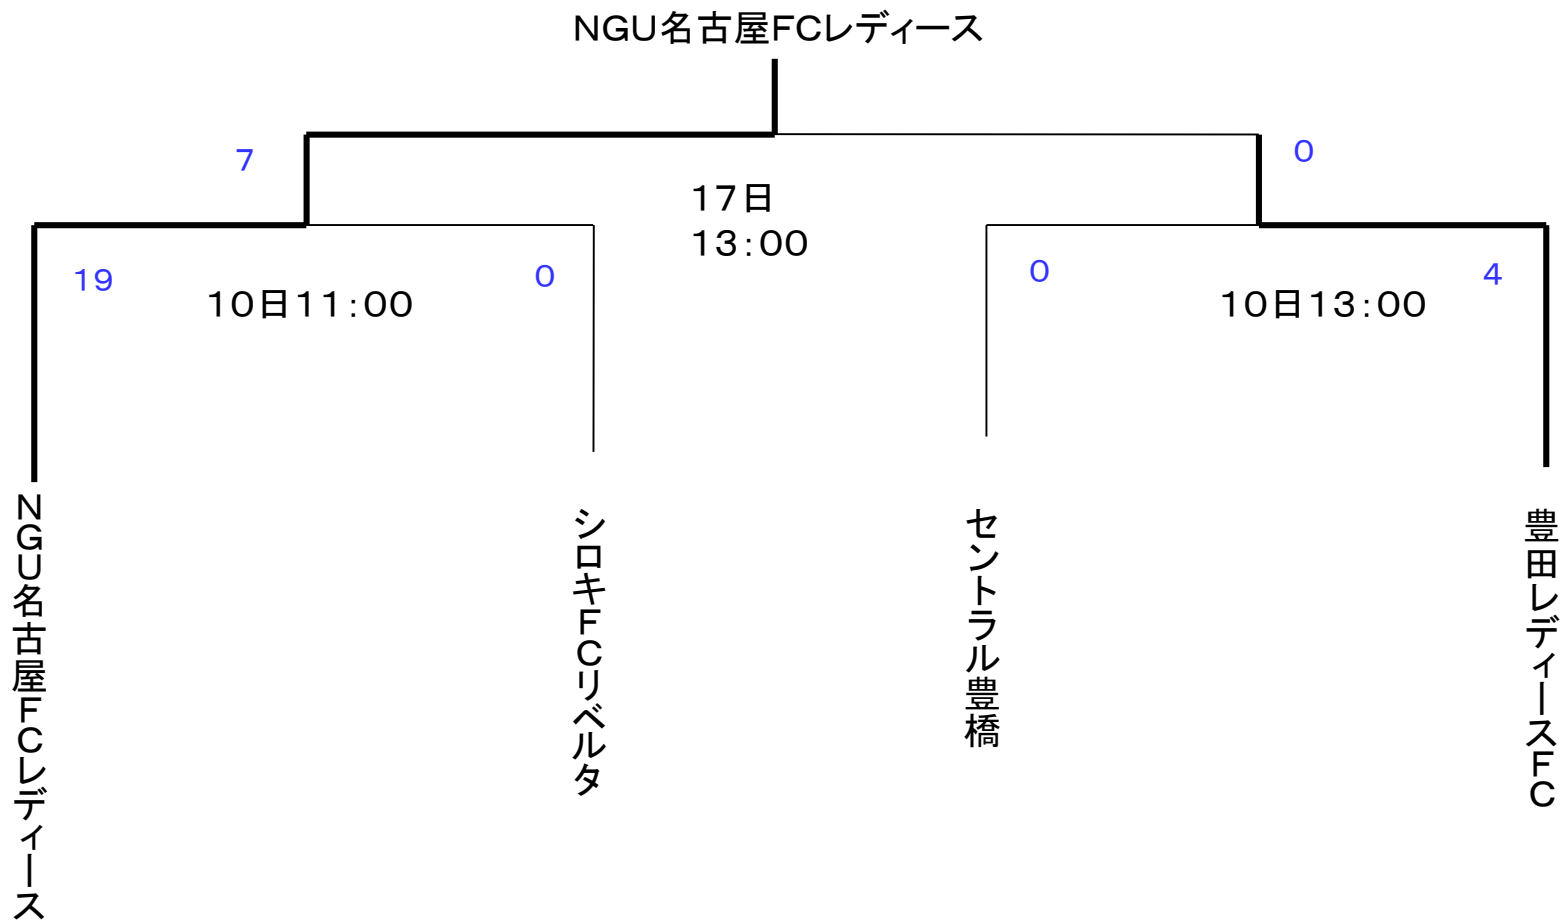 NGU名古屋FCレディース
7
0
17日
13:00
19
0
0
4
10日11:00
10日13:00
NGU名古屋FCレディース
シロキFCリベルタ
セントラル豊橋
豊田レディースFC